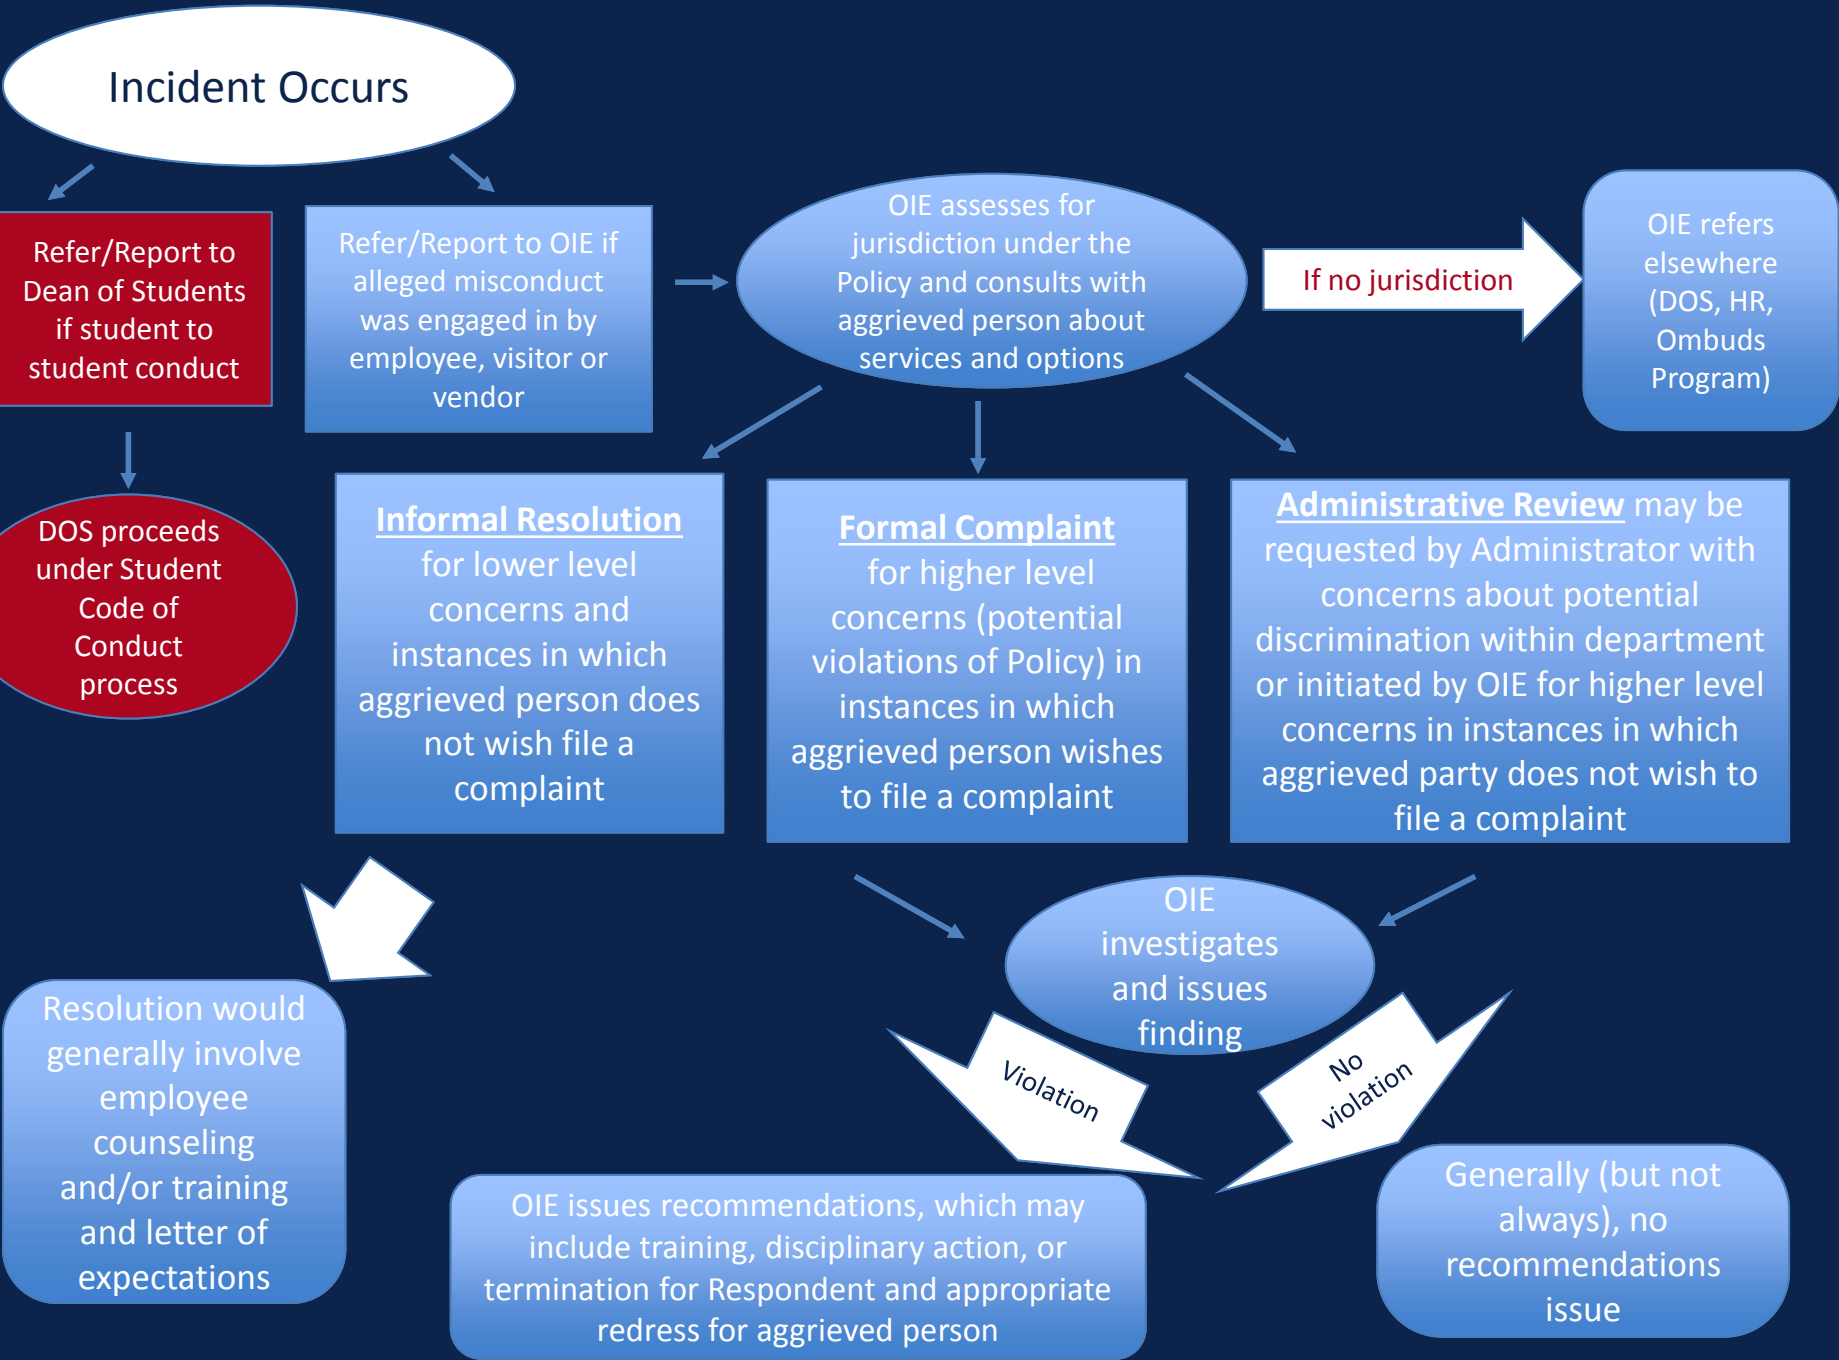 Incident Occurs
Refer/Report to
Dean of Students
if student to
student conduct
Refer/Report to OIE if
alleged misconduct
was engaged in by
employee, visitor or
vendor
OIE assesses for
jurisdiction under the
Policy and consults with
aggrieved person about
services and options
If no jurisdiction
OIE refers
elsewhere
(DOS, HR,
Ombuds
Program)
DOS proceeds
under Student
Code of
Conduct
process
Informal Resolution
for lower level
concerns and
instances in which
aggrieved person does
not wish file a
complaint
Formal Complaint
for higher level
concerns (potential
violations of Policy) in
instances in which
aggrieved person wishes
to file a complaint
Administrative Review may be
requested by Administrator with
concerns about potential
discrimination within department
or initiated by OIE for higher level
concerns in instances in which
aggrieved party does not wish to
file a complaint
OIE
investigates
and issues
finding
Violation
No
violation
Resolution would
generally involve
employee
counseling
and/or training
and letter of
expectations
OIE issues recommendations, which may
include training, disciplinary action, or
termination for Respondent and appropriate
redress for aggrieved person
Generally (but not
always), no
recommendations
issue